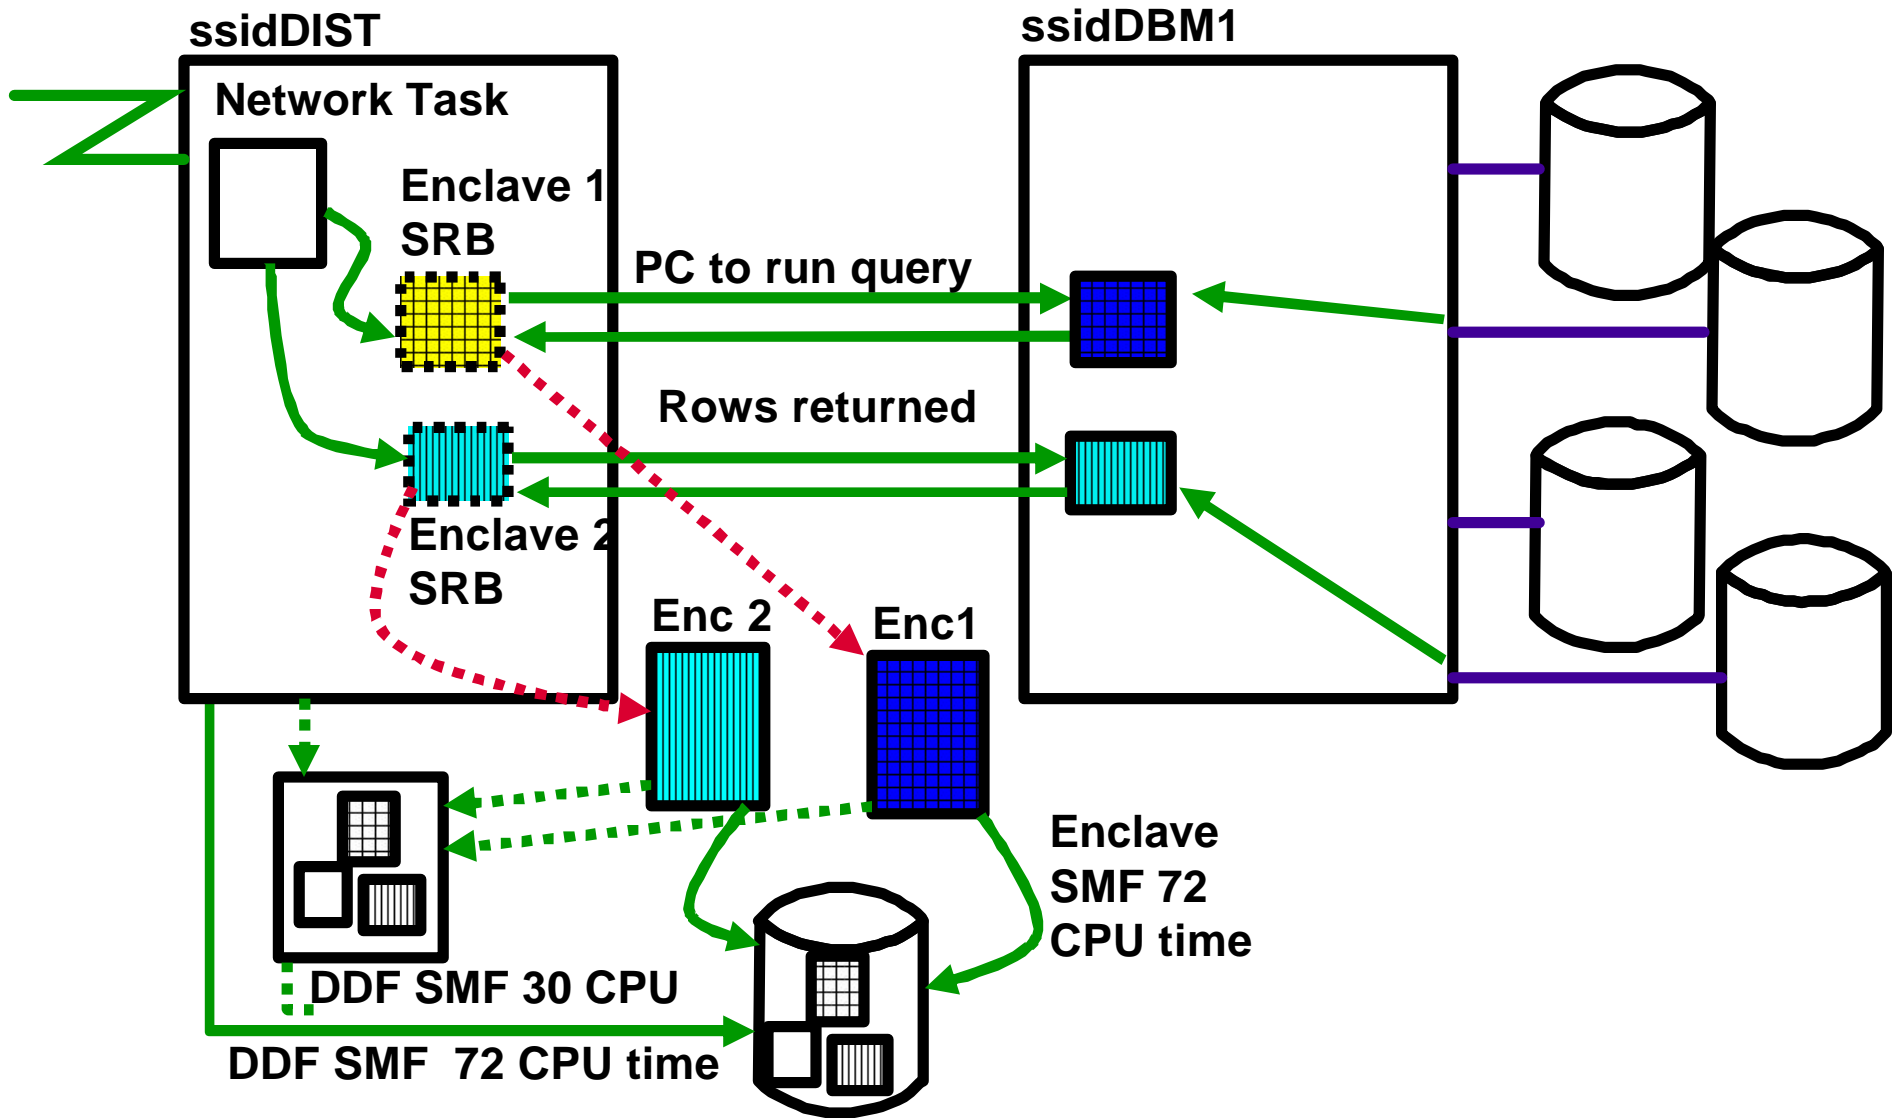 ssidDIST
ssidDBM1
Network Task
Enclave 1
SRB
PC to run query
Rows returned
Enclave 2
SRB
Enc 2
Enc1
Enclave
SMF 72
CPU time
DDF SMF 30 CPU
DDF SMF  72 CPU time